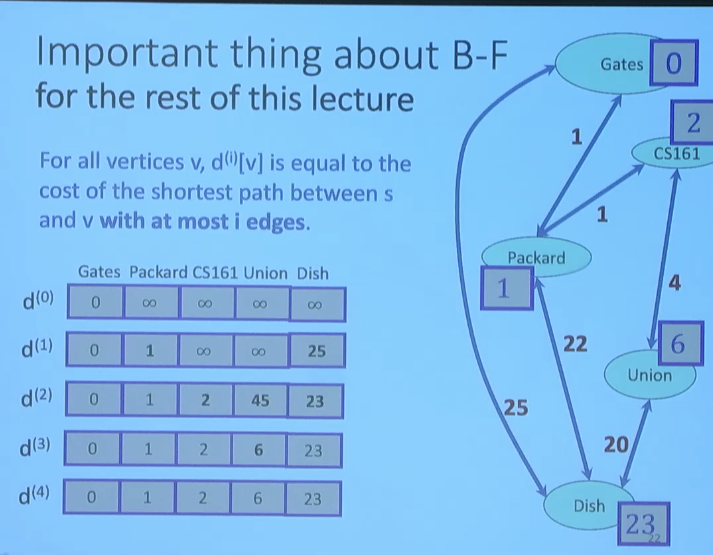 Important thing about B-F
for the rest of this lecture
For all vertices v, d⁽ⁱ⁾[v] is equal to the
cost of the shortest path between s
and v with at most i edges.
Gates Packard CS161 Union Dish
d⁽⁰⁾ 0 ∞ ∞ ∞ ∞
d⁽¹⁾ 0 1 ∞ ∞ 25
d⁽²⁾ 0 1 2 45 23
d⁽³⁾ 0 1 2 6 23
d⁽⁴⁾ 0 1 2 6 23
Gates 0
2
CS161
1
1
Packard
1
4
22
6
Union
25
20
Dish
23
22